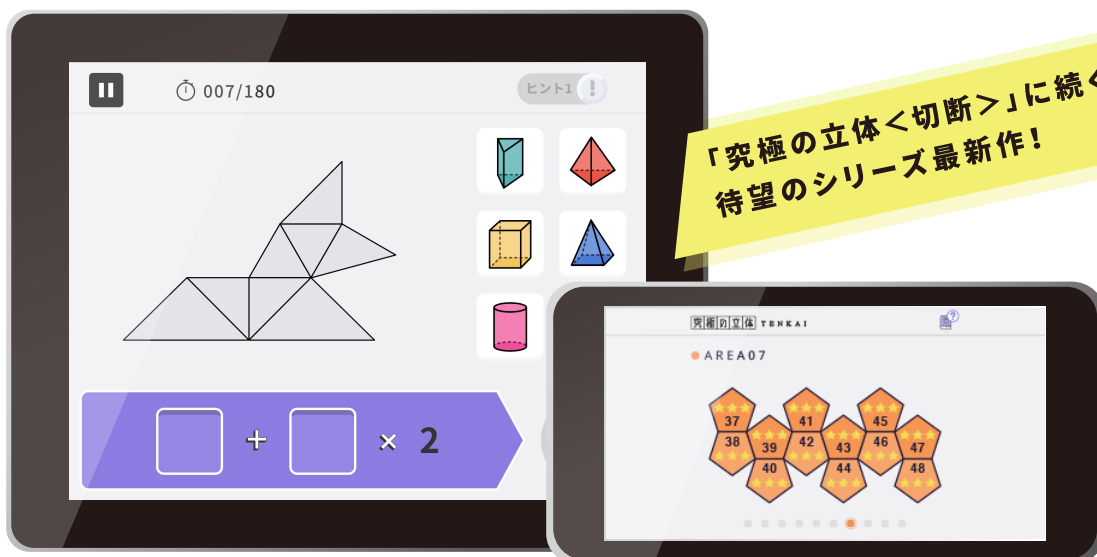 007/180
ヒント1
+ × 2
「究極の立体＜切断＞」に続く
待望のシリーズ最新作！
究極の立体 TENKAI
?
AREA07
37 41 45
38 39 42 43 46 47
40 44 48